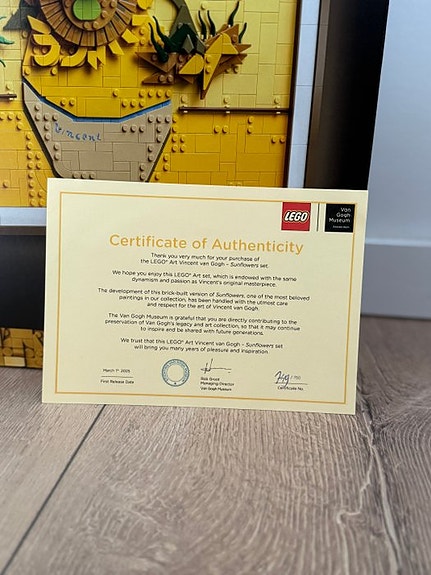 Vincent
LEGO
Van
Gogh
Museum
Certificate of Authenticity
Thank you very much for your purchase of
the LEGO® Art Vincent van Gogh – Sunflowers set.
We hope you enjoy this LEGO® Art set, which is endowed with the same
dynamism and passion as Vincent's original masterpiece.
The development of this brick-built version of Sunflowers, one of the most beloved
paintings in our collection, has been handled with the utmost care
and respect for the art of Vincent van Gogh.
The Van Gogh Museum is grateful that you are directly contributing to the
preservation of Van Gogh's legacy and art collection, so that it may continue
to inspire and be shared with future generations.
We trust that this LEGO® Art Vincent van Gogh – Sunflowers set
will bring you many years of pleasure and inspiration
March 1st 2025
First Release Date
Managing Director
Van Gogh Museum
Certificate No.